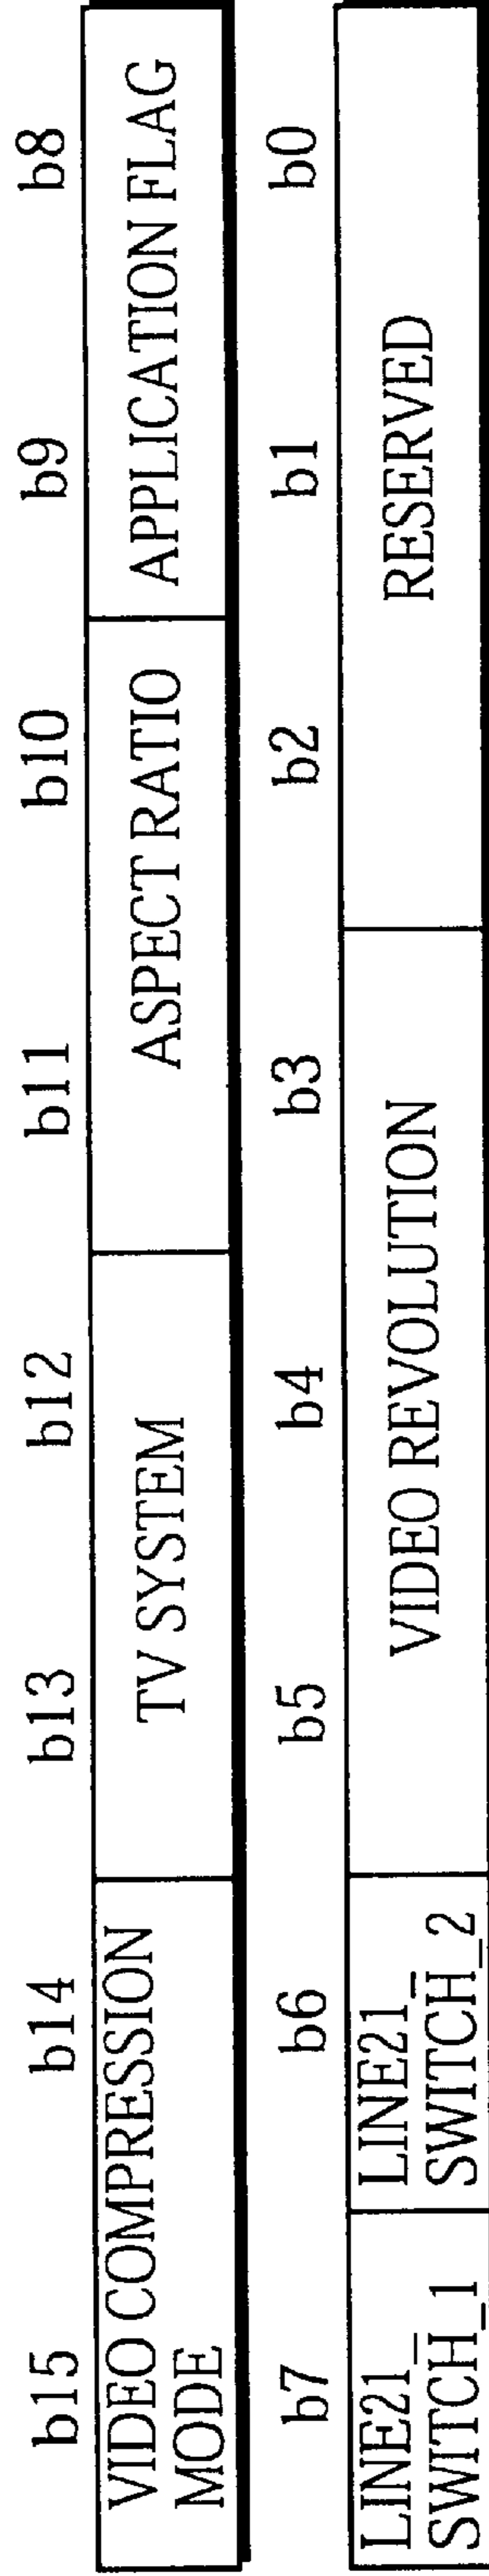 b15 b14 b13 b12 b11 b10 b9 b8
VIDEO COMPRESSION
MODE
TV SYSTEM
ASPECT RATIO
APPLICATION FLAG
b7 b6 b5 b4 b3 b2 b1 b0
LINE21_
SWITCH_1
LINE21_
SWITCH_2
VIDEO REVOLUTION
RESERVED